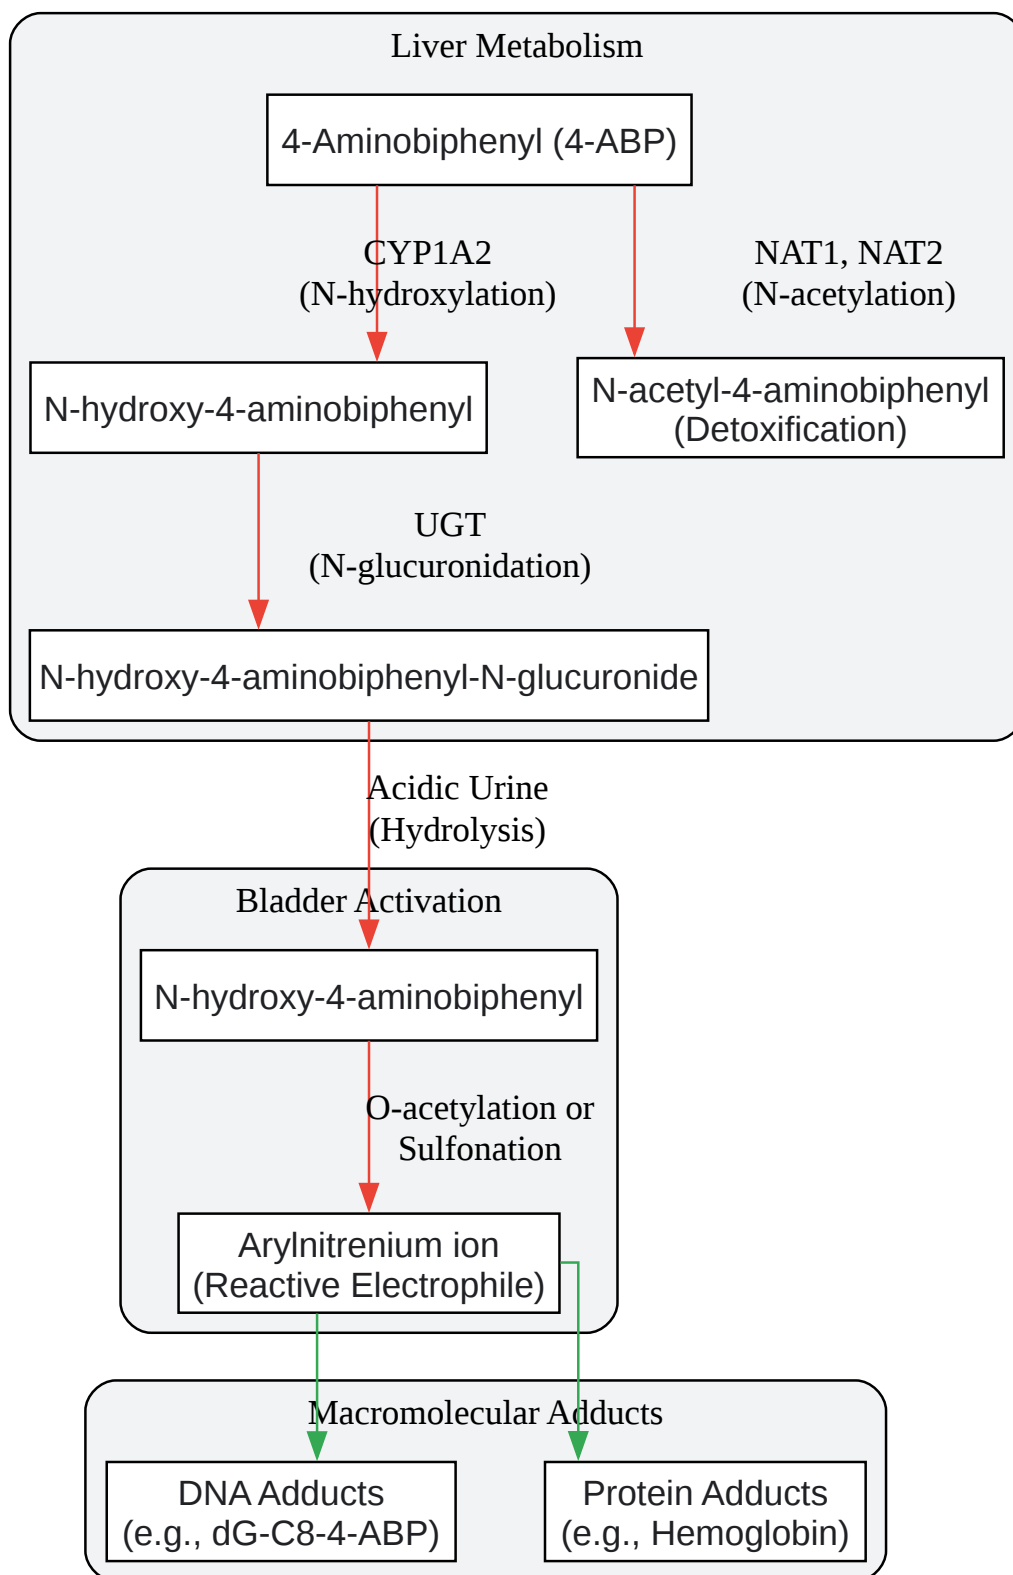 Liver Metabolism
4-Aminobiphenyl (4-ABP)
CYP1A2
(N-hydroxylation)
NAT1, NAT2
(N-acetylation)
N-hydroxy-4-aminobiphenyl
N-acetyl-4-aminobiphenyl
(Detoxification)
UGT
(N-glucuronidation)
N-hydroxy-4-aminobiphenyl-N-glucuronide
Acidic Urine
(Hydrolysis)
Bladder Activation
N-hydroxy-4-aminobiphenyl
O-acetylation or
Sulfonation
Arylnitrenium ion
(Reactive Electrophile)
Macromolecular Adducts
DNA Adducts
(e.g., dG-C8-4-ABP)
Protein Adducts
(e.g., Hemoglobin)